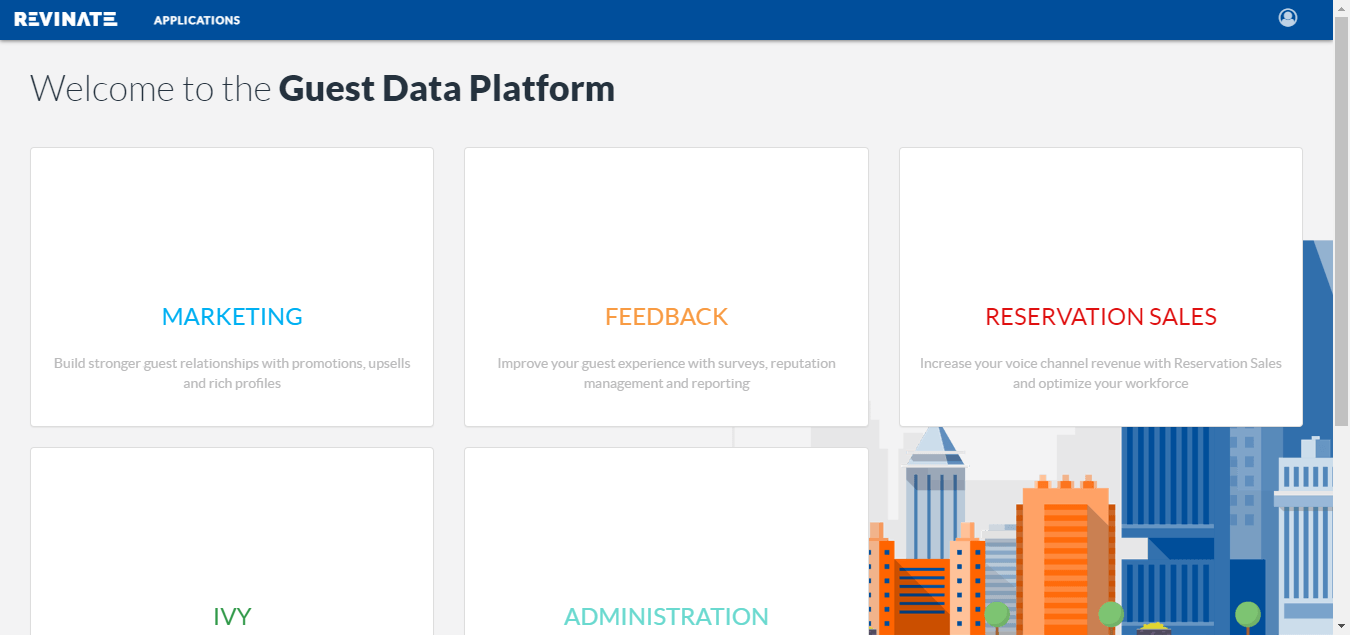 REVINATE
APPLICATIONS
Welcome to the Guest Data Platform
MARKETING
Build stronger guest relationships with promotions, upsells
and rich profiles
FEEDBACK
Improve your guest experience with surveys, reputation
management and reporting
RESERVATION SALES
Increase your voice channel revenue with Reservation Sales
and optimize your workforce
IVY
ADMINISTRATION